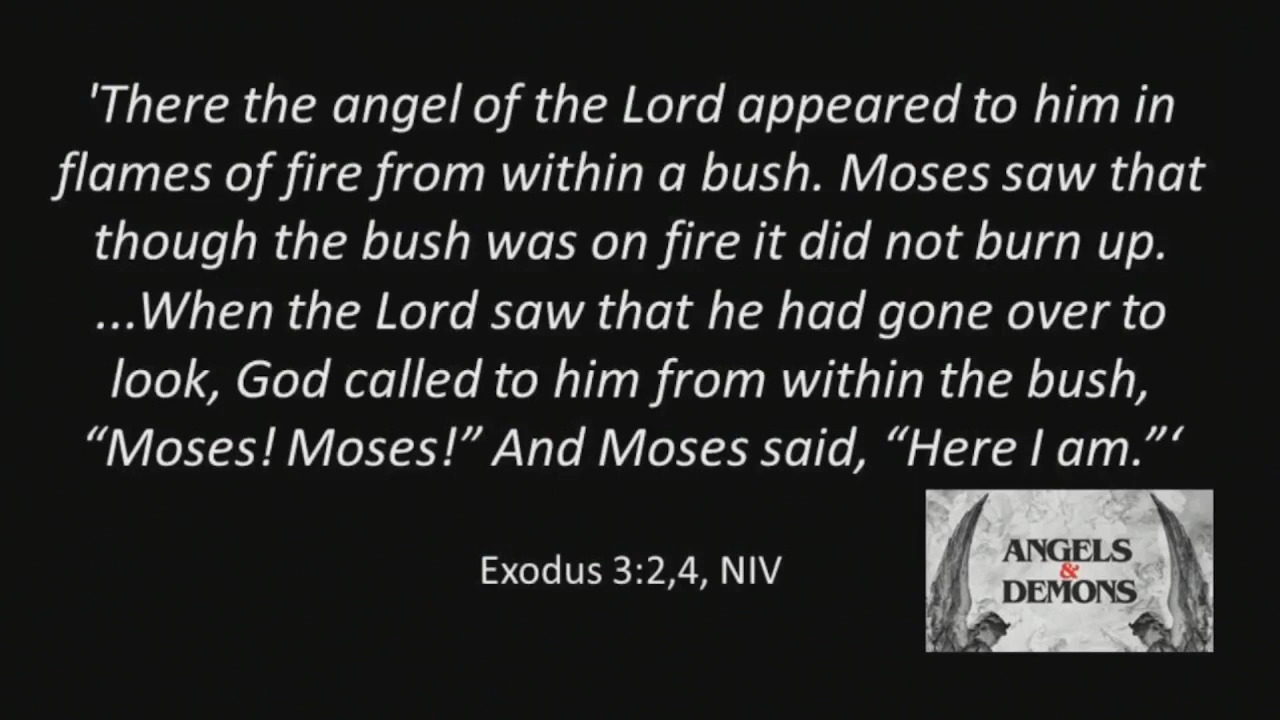 'There the angel of the Lord appeared to him in
flames of fire from within a bush. Moses saw that
though the bush was on fire it did not burn up.
...When the Lord saw that he had gone over to
look, God called to him from within the bush,
“Moses! Moses!” And Moses said, “Here I am.”‘
Exodus 3:2,4, NIV
ANGELS
&
DEMONS